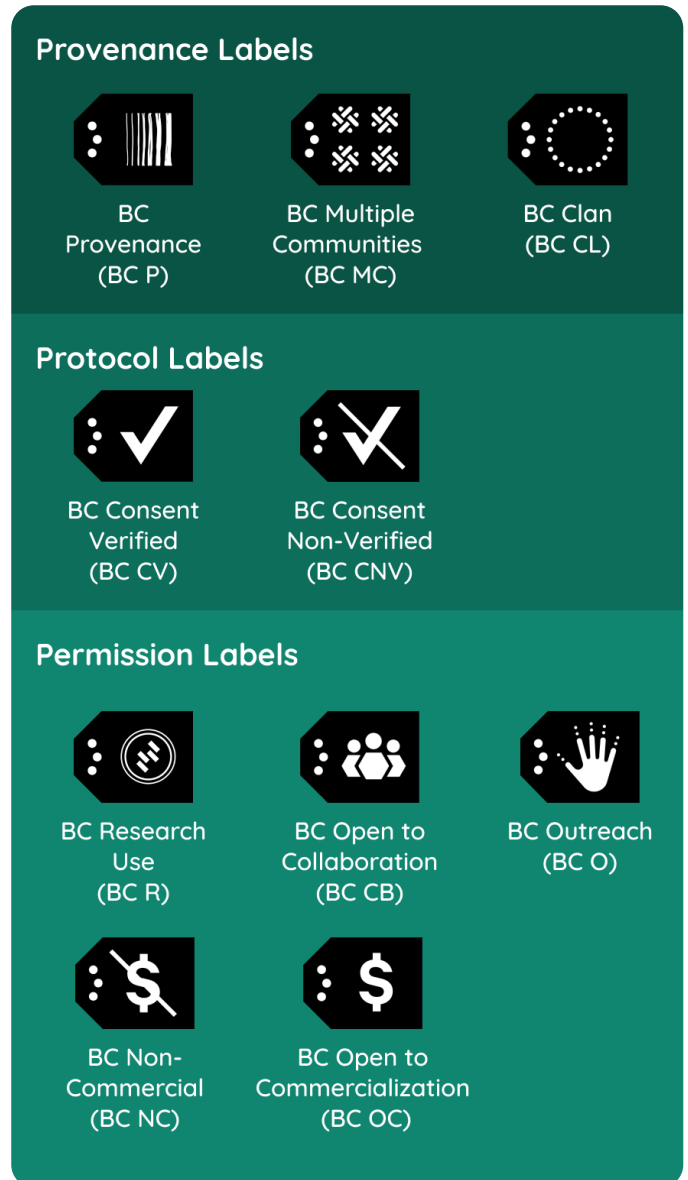 Provenance Labels
BC
Provenance
(BC P)
BC Multiple
Communities
(BC MC)
BC Clan
(BC CL)
Protocol Labels
BC Consent
Verified
(BC CV)
BC Consent
Non-Verified
(BC CNV)
Permission Labels
BC Research
Use
(BC R)
BC Open to
Collaboration
(BC CB)
BC Outreach
(BC O)
BC Non-
Commercial
(BC NC)
BC Open to
Commercialization
(BC OC)